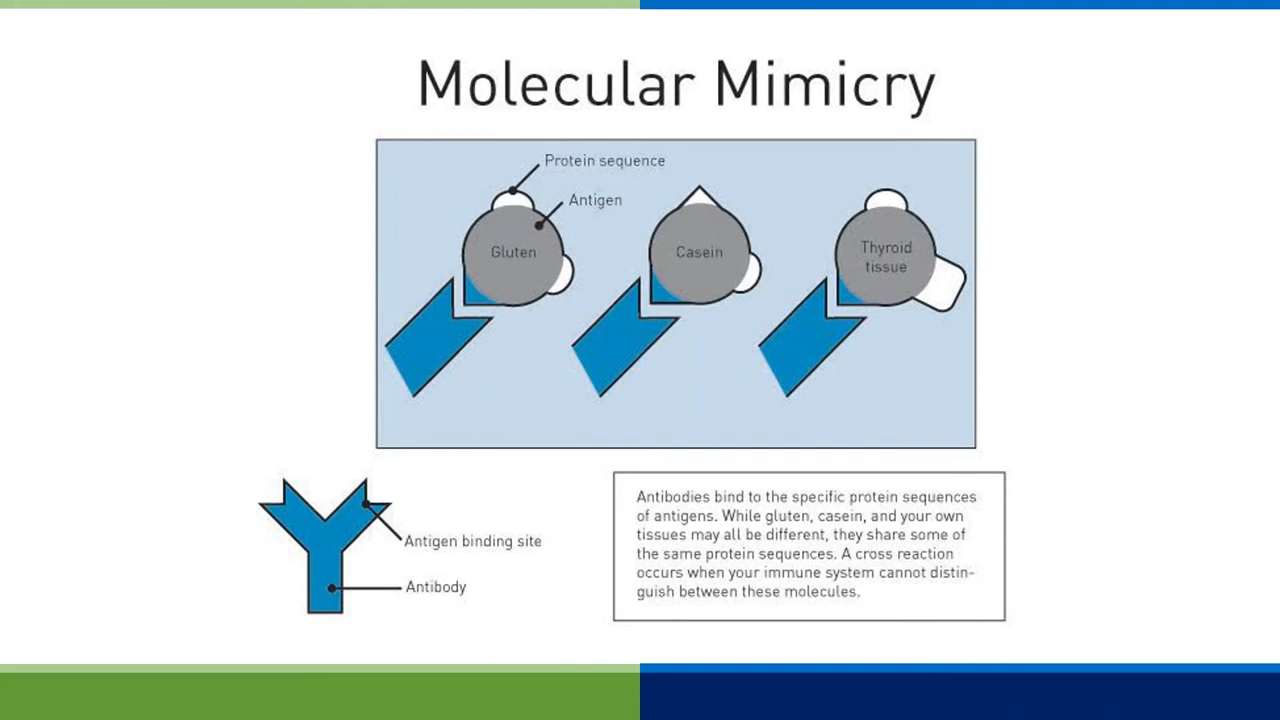 Molecular Mimicry
Protein sequence
Antigen
Gluten
Casein
Thyroid
tissue
Antigen binding site
Antibody
Antibodies bind to the specific protein sequences
of antigens. While gluten, casein, and your own
tissues may all be different, they share some of
the same protein sequences. A cross reaction
occurs when your immune system cannot distin-
guish between these molecules.